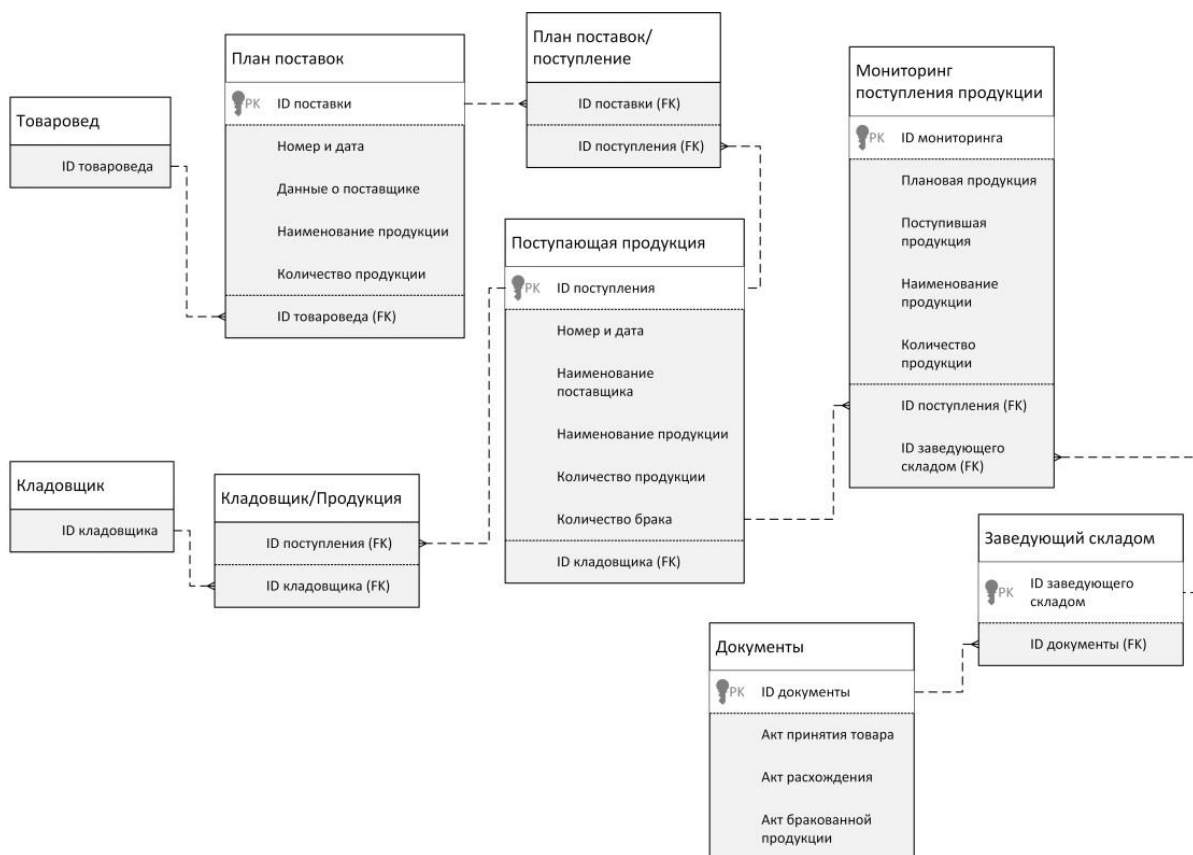 Товаровед
ID товароведа
План поставок
PK ID поставки
Номер и дата
Данные о поставщике
Наименование продукции
Количество продукции
ID товароведа (FK)
План поставок/
поступление
ID поставки (FK)
ID поступления (FK)
Поступающая продукция
PK ID поступления
Номер и дата
Наименование
поставщика
Наименование продукции
Количество продукции
Количество брака
ID кладовщика (FK)
Мониторинг
поступления продукции
PK ID мониторинга
Плановая продукция
Поступившая
продукция
Наименование
продукции
Количество
продукции
ID поступления (FK)
ID заведующего
складом (FK)
Кладовщик
ID кладовщика
Кладовщик/Продукция
ID поступления (FK)
ID кладовщика (FK)
Заведующий складом
PK ID заведующего
складом
ID документы (FK)
Документы
PK ID документы
Акт принятия товара
Акт расхождения
Акт бракованной
продукции